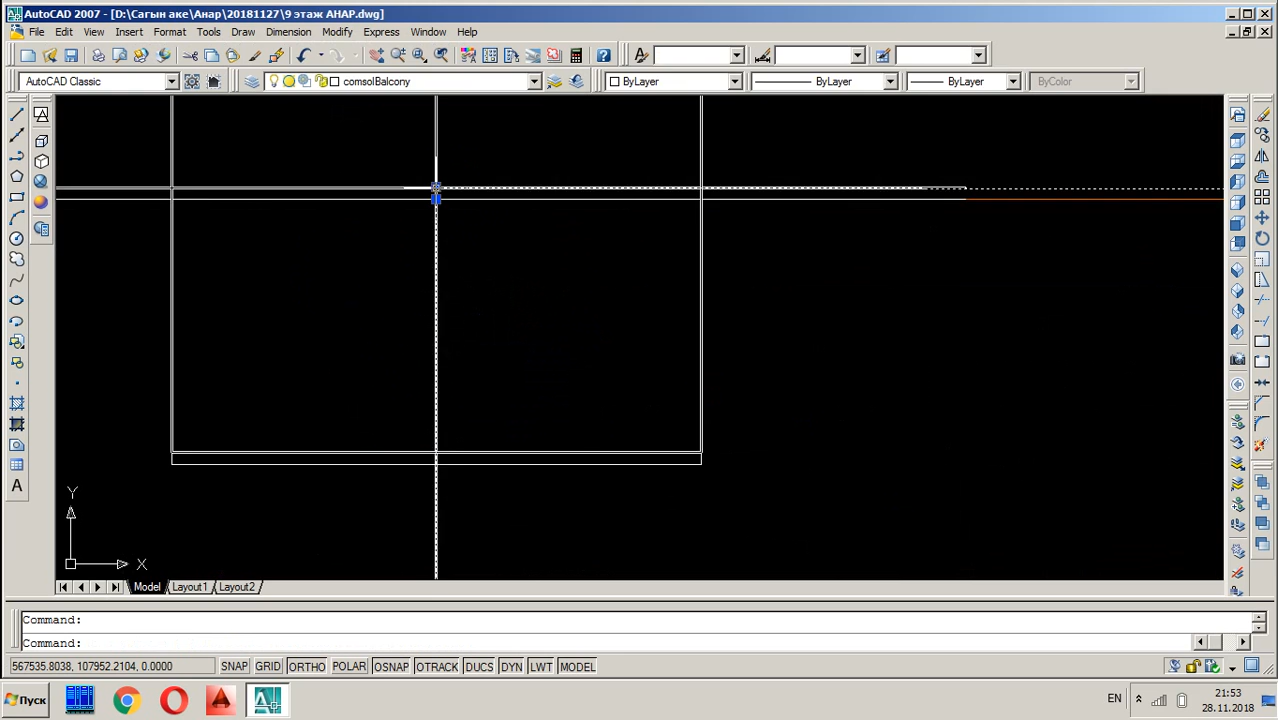 AutoCAD 2007 - [D:\Сагын аке\Анар\20181127\9 этаж АНАР.dwg]
File Edit View Insert Format Tools Draw Dimension Modify Express Window Help
AutoCAD Classic comsolBalcony ByLayer ByLayer ByLayer ByColor
A
Y
X
Model Layout1 Layout2
Command:
Command:
567535.8038, 107952.2104, 0.0000 SNAP GRID ORTHO POLAR OSNAP OTRACK DUCS DYN LWT MODEL
Пуск EN 21:53
28.11.2018